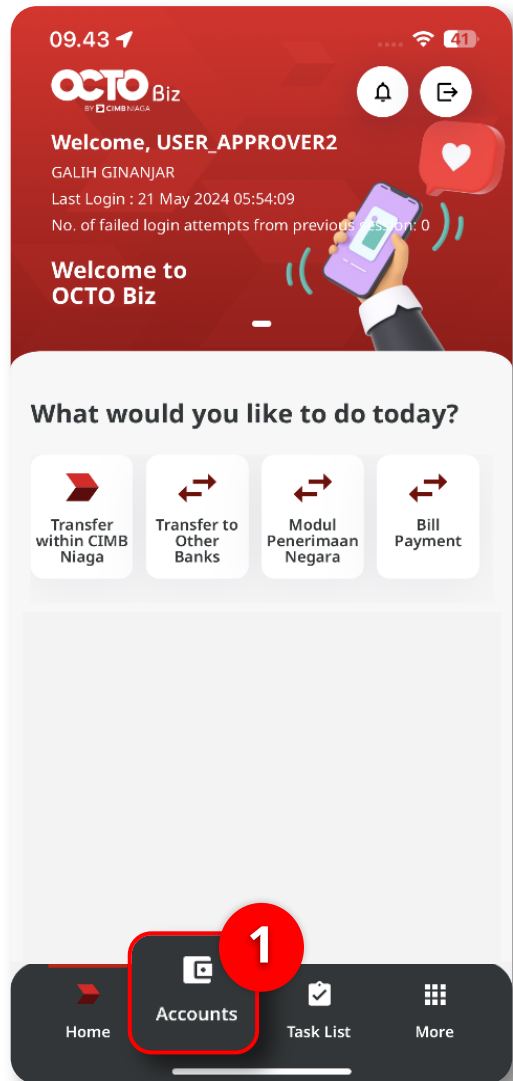 09.43
41
OCTO Biz
BY CIMB NIAGA
Welcome, USER_APPROVER2
GALIH GINANJAR
Last Login : 21 May 2024 05:54:09
No. of failed login attempts from previous session: 0
Welcome to
OCTO Biz
What would you like to do today?
Transfer
within CIMB
Niaga
Transfer to
Other
Banks
Modul
Penerimaan
Negara
Bill
Payment
1
Home
Accounts
Task List
More